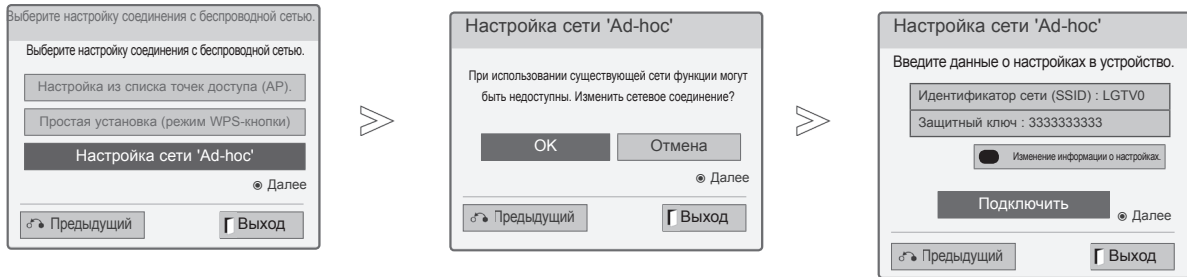 Выберите настройку соединения с беспроводной сетью.
Выберите настройку соединения с беспроводной сетью.
Настройка из списка точек доступа (AP).
Простая установка (режим WPS-кнопки)
Настройка сети 'Ad-hoc'
Далее
Предыдущий
Выход
Настройка сети 'Ad-hoc'
При использовании существующей сети функции могут
быть недоступны. Изменить сетевое соединение?
OK
Отмена
Далее
Предыдущий
Выход
Настройка сети 'Ad-hoc'
Введите данные о настройках в устройство.
Идентификатор сети (SSID) : LGTV0
Защитный ключ : 3333333333
Изменение информации о настройках.
Подключить
Далее
Предыдущий
Выход